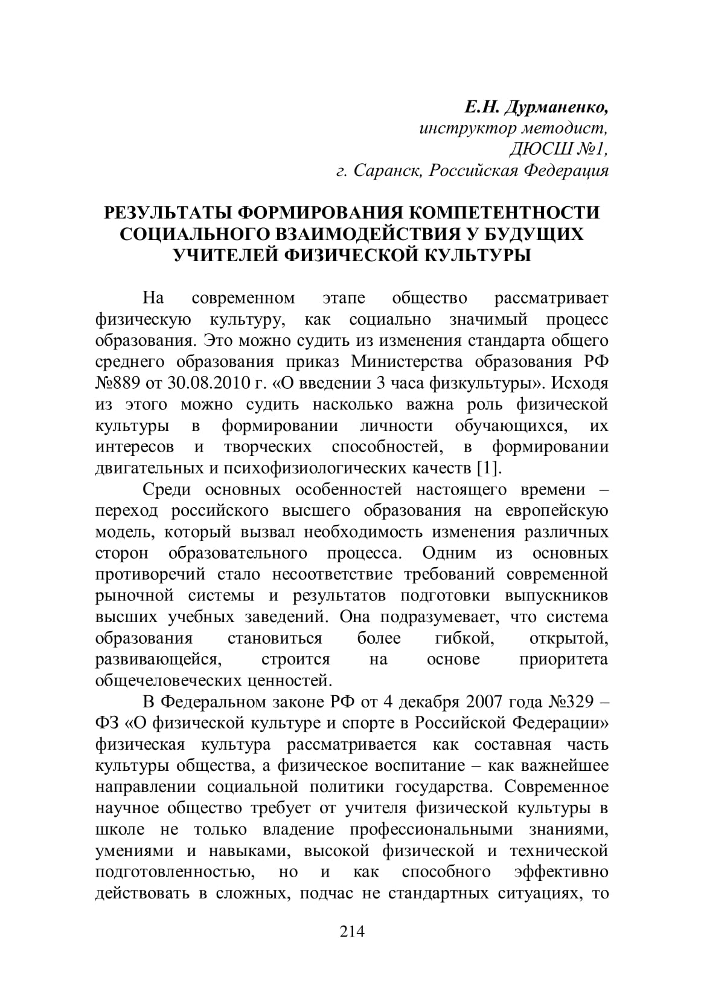 Е.Н. Дурманенко,
инструктор методист,
ДЮСШ №1,
г. Саранск, Российская Федерация
РЕЗУЛЬТАТЫ ФОРМИРОВАНИЯ КОМПЕТЕНТНОСТИ
СОЦИАЛЬНОГО ВЗАИМОДЕЙСТВИЯ У БУДУЩИХ
УЧИТЕЛЕЙ ФИЗИЧЕСКОЙ КУЛЬТУРЫ
На современном этапе общество рассматривает
физическую культуру, как социально значимый процесс
образования. Это можно судить из изменения стандарта общего
среднего образования приказ Министерства образования РФ
№889 от 30.08.2010 г. «О введении 3 часа физкультуры». Исходя
из этого можно судить насколько важна роль физической
культуры в формировании личности обучающихся, их
интересов и творческих способностей, в формировании
двигательных и психофизиологических качеств [1].
Среди основных особенностей настоящего времени –
переход российского высшего образования на европейскую
модель, который вызвал необходимость изменения различных
сторон образовательного процесса. Одним из основных
противоречий стало несоответствие требований современной
рыночной системы и результатов подготовки выпускников
высших учебных заведений. Она подразумевает, что система
образования становиться более гибкой, открытой,
развивающейся, строится на основе приоритета
общечеловеческих ценностей.
В Федеральном законе РФ от 4 декабря 2007 года №329 –
ФЗ «О физической культуре и спорте в Российской Федерации»
физическая культура рассматривается как составная часть
культуры общества, а физическое воспитание – как важнейшее
направлении социальной политики государства. Современное
научное общество требует от учителя физической культуры в
школе не только владение профессиональными знаниями,
умениями и навыками, высокой физической и технической
подготовленностью, но и как способного эффективно
действовать в сложных, подчас не стандартных ситуациях, то
214